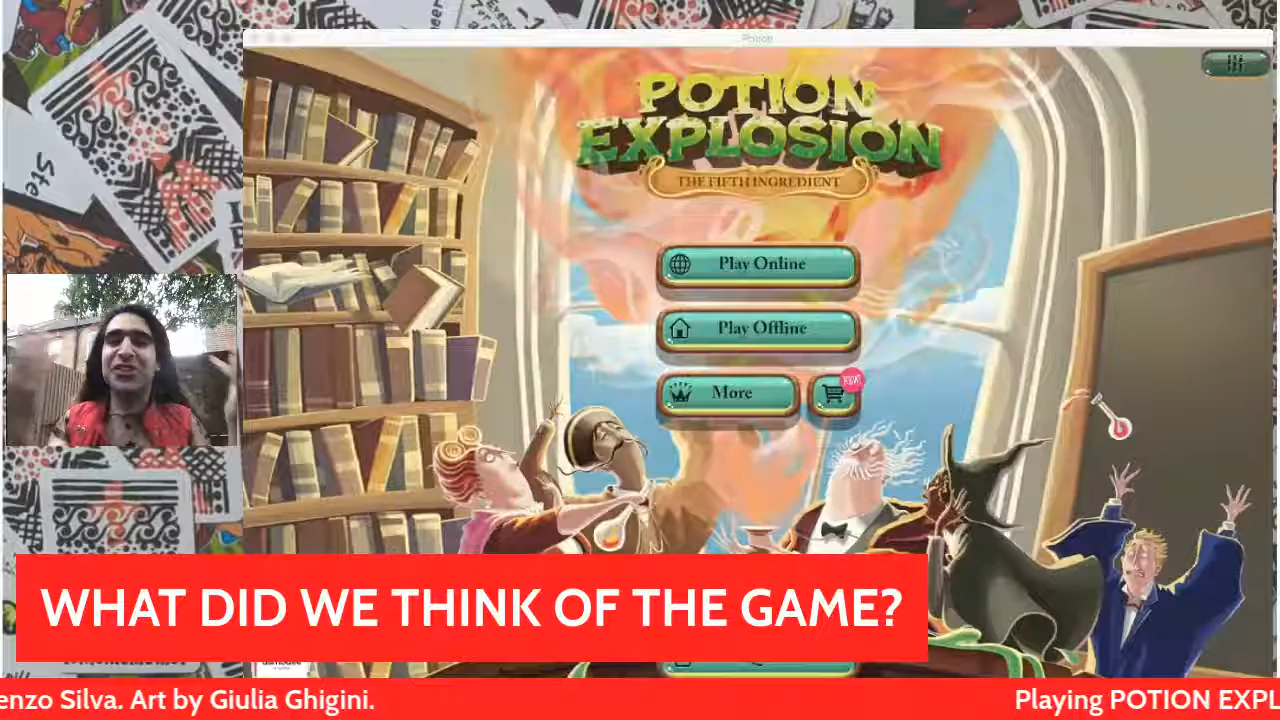 Potion
POTION
EXPLOSION
THE FIFTH INGREDIENT
Play Online
Play Offline
More
WHAT DID WE THINK OF THE GAME?
enzo Silva. Art by Giulia Ghigini.
Playing POTION EXPL